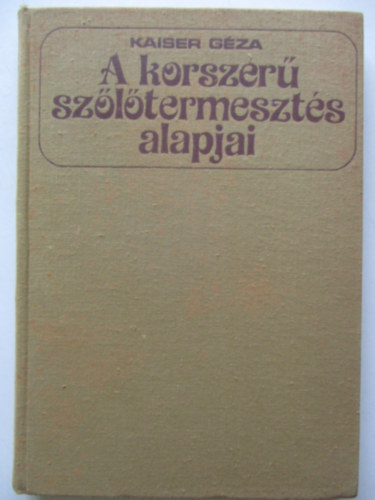 KAISER GÉZA
A korszerű
szőlőtermesztés
alapjai